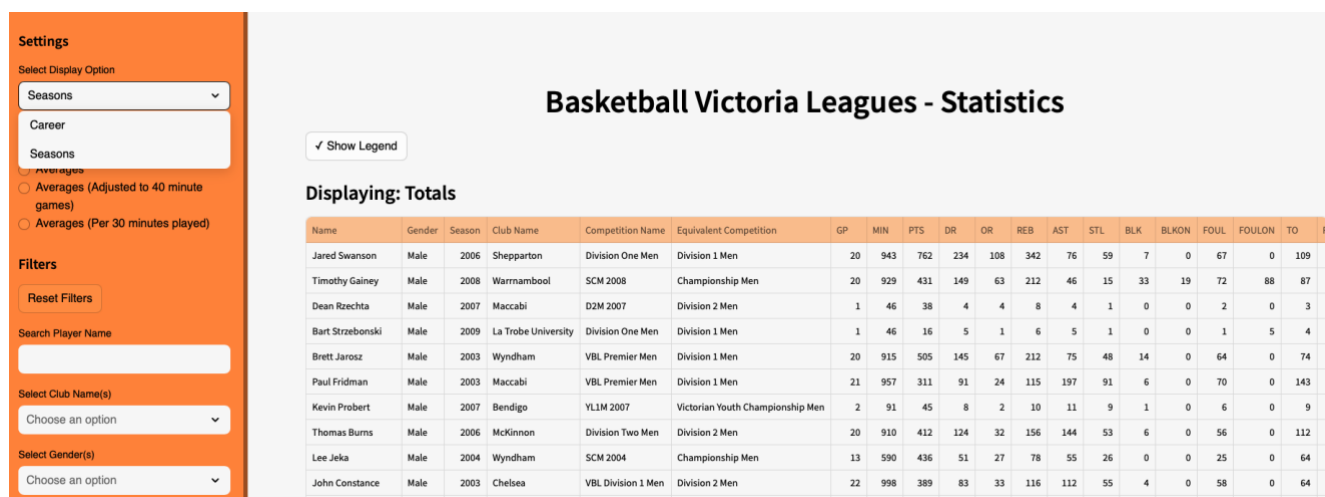 Settings
Select Display Option
Seasons
Career
Seasons
Averages
Averages (Adjusted to 40 minute
games)
Averages (Per 30 minutes played)
Filters
Reset Filters
Search Player Name
Select Club Name(s)
Choose an option
Select Gender(s)
Choose an option
Basketball Victoria Leagues - Statistics
✓ Show Legend
Displaying: Totals
Name Gender Season Club Name Competition Name Equivalent Competition GP MIN PTS DR OR REB AST STL BLK BLKON FOUL FOULON TO
Jared Swanson Male 2006 Shepparton Division One Men Division 1 Men 20 943 762 234 108 342 76 59 7 0 67 0 109
Timothy Gainey Male 2008 Warrnambool SCM 2008 Championship Men 20 929 431 149 63 212 46 15 33 19 72 88 87
Dean Rzechta Male 2007 Maccabi D2M 2007 Division 2 Men 1 46 38 4 4 8 4 1 0 0 2 0 3
Bart Strzebonski Male 2009 La Trobe University Division One Men Division 1 Men 1 46 16 5 1 6 5 1 0 0 1 5 4
Brett Jarosz Male 2003 Wyndham VBL Premier Men Division 1 Men 20 915 505 145 67 212 75 48 14 0 64 0 74
Paul Fridman Male 2003 Maccabi VBL Premier Men Division 1 Men 21 957 311 91 24 115 197 91 6 0 70 0 143
Kevin Probert Male 2007 Bendigo YL1M 2007 Victorian Youth Championship Men 2 91 45 8 2 10 11 9 1 0 6 0 9
Thomas Burns Male 2006 McKinnon Division Two Men Division 2 Men 20 910 412 124 32 156 144 53 6 0 56 0 112
Lee Jeka Male 2004 Wyndham SCM 2004 Championship Men 13 590 436 51 27 78 55 26 0 0 25 0 64
John Constance Male 2003 Chelsea VBL Division 1 Men Division 2 Men 22 998 389 83 33 116 112 55 4 0 58 0 64